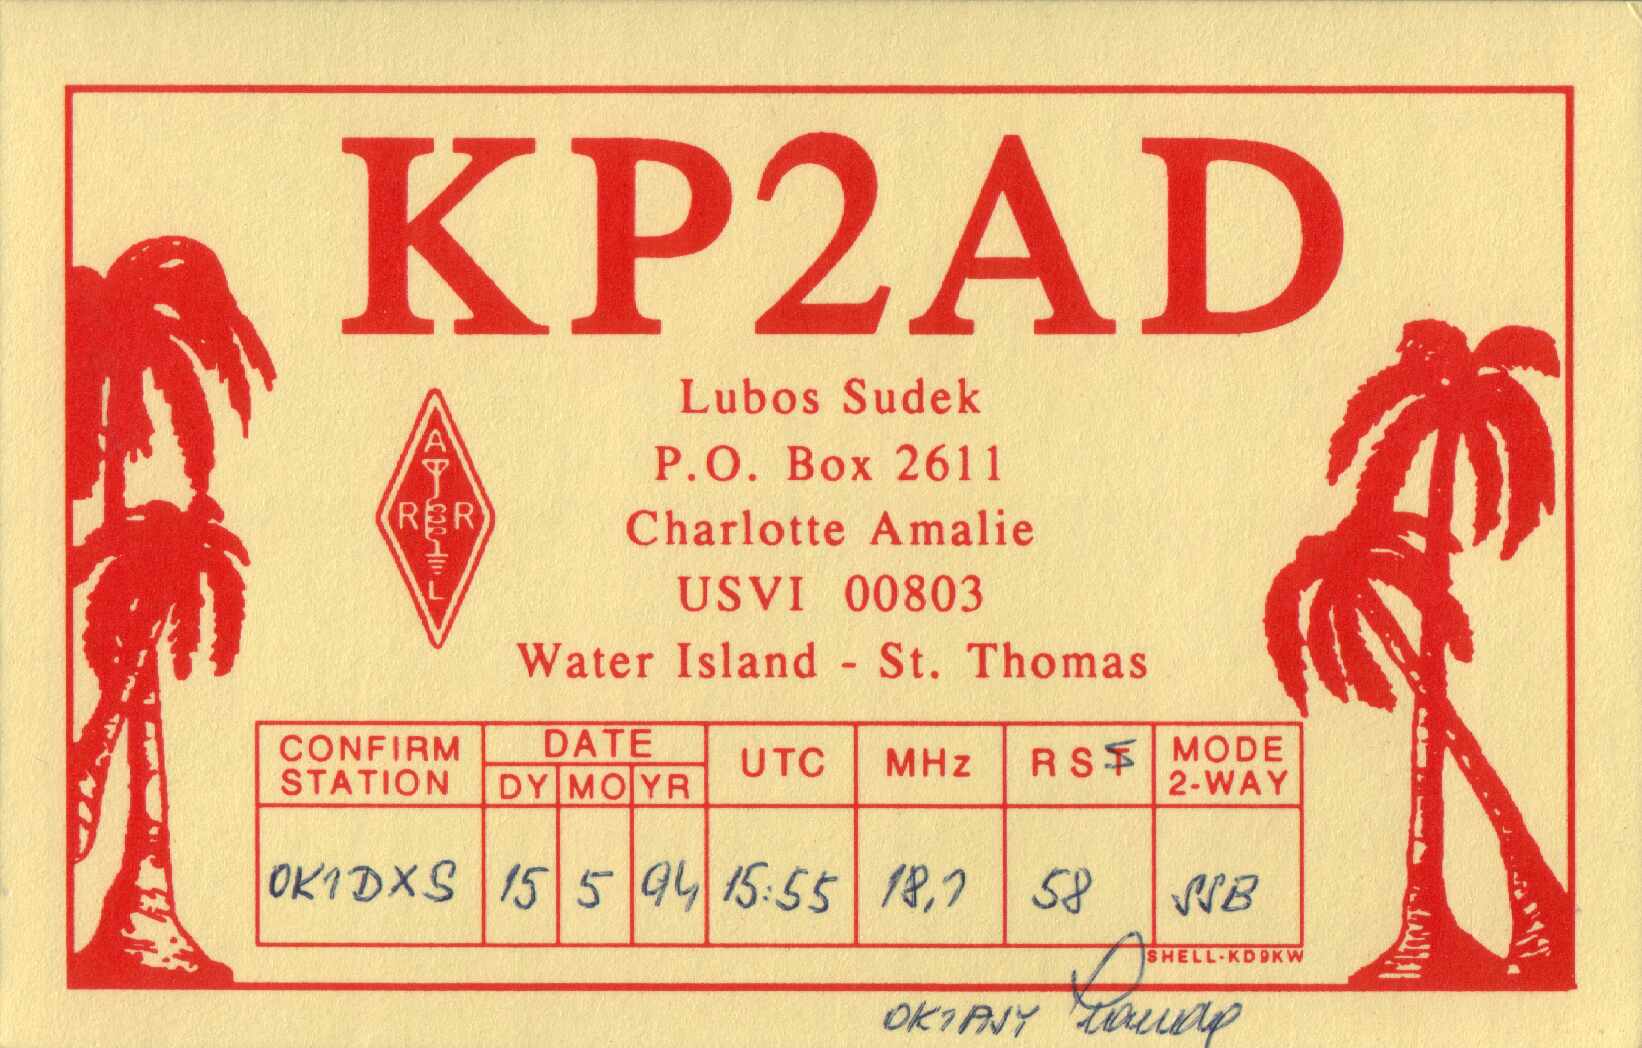 KP2AD
Lubos Sudek
P.O. Box 2611
Charlotte Amalie
USVI 00803
Water Island - St. Thomas
A
R R
L
CONFIRM STATION DATE UTC MHz RST MODE 2-WAY
DY MO YR
OK1DXS 15 5 94 15:55 18,1 58 SSB
SHELL-KD9KW